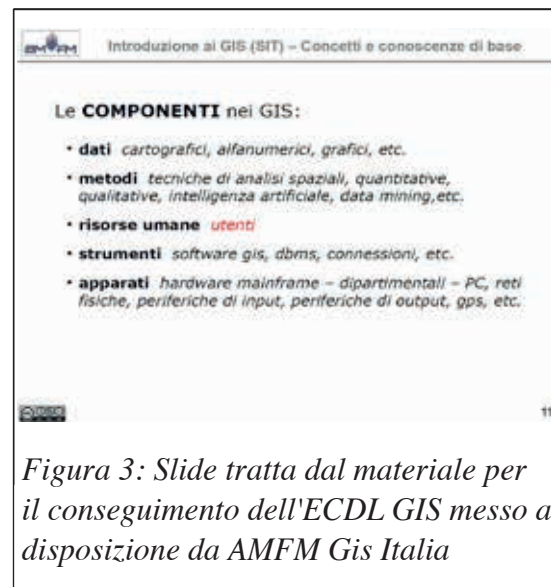 AM FM
Introduzione ai GIS (SIT) – Concetti e conoscenze di base
Le COMPONENTI nei GIS:
• dati cartografici, alfanumerici, grafici, etc.
• metodi tecniche di analisi spaziali, quantitative,
qualitative, intelligenza artificiale, data mining,etc.
• risorse umane utenti
• strumenti software gis, dbms, connessioni, etc.
• apparati hardware mainframe – dipartimentali – PC, reti
fisiche, periferiche di input, periferiche di output, gps, etc.
11
Figura 3: Slide tratta dal materiale per
il conseguimento dell'ECDL GIS messo a
disposizione da AMFM Gis Italia